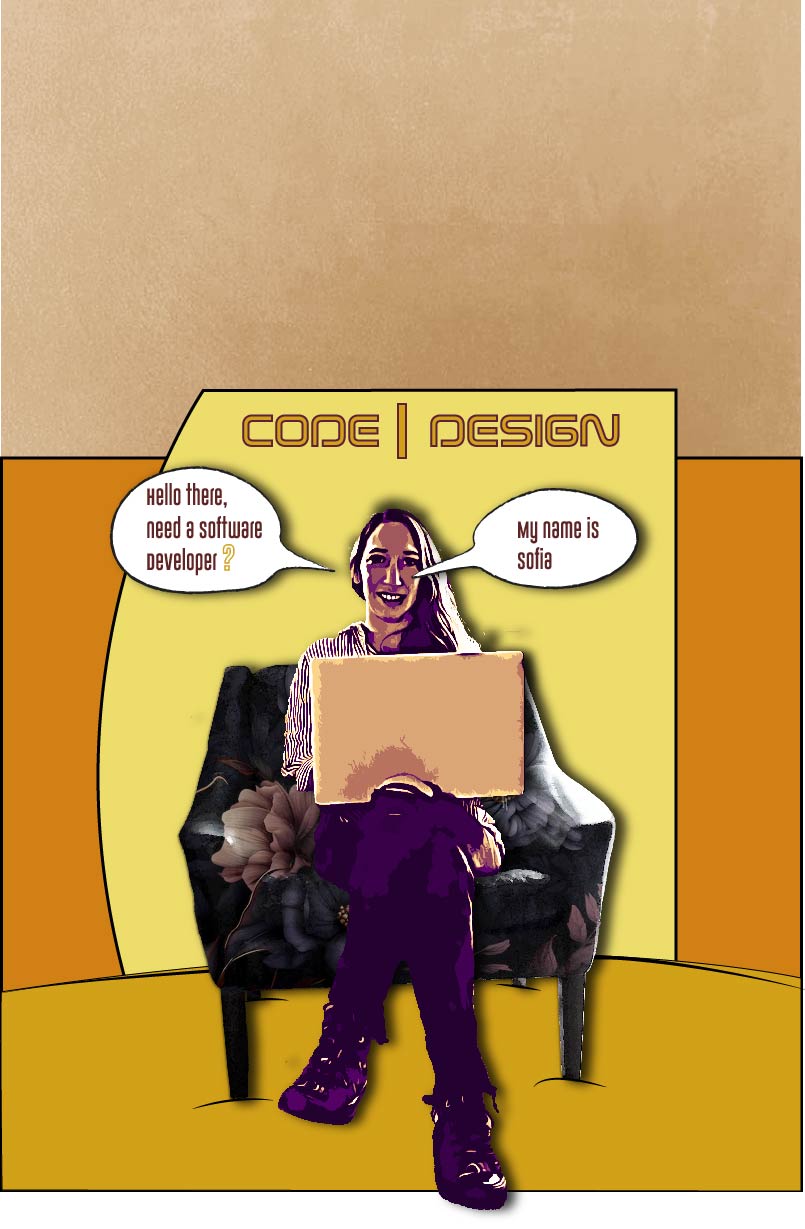 CODE | DESIGN
Hello there,
need a software
Developer ?
My name is
Sofia